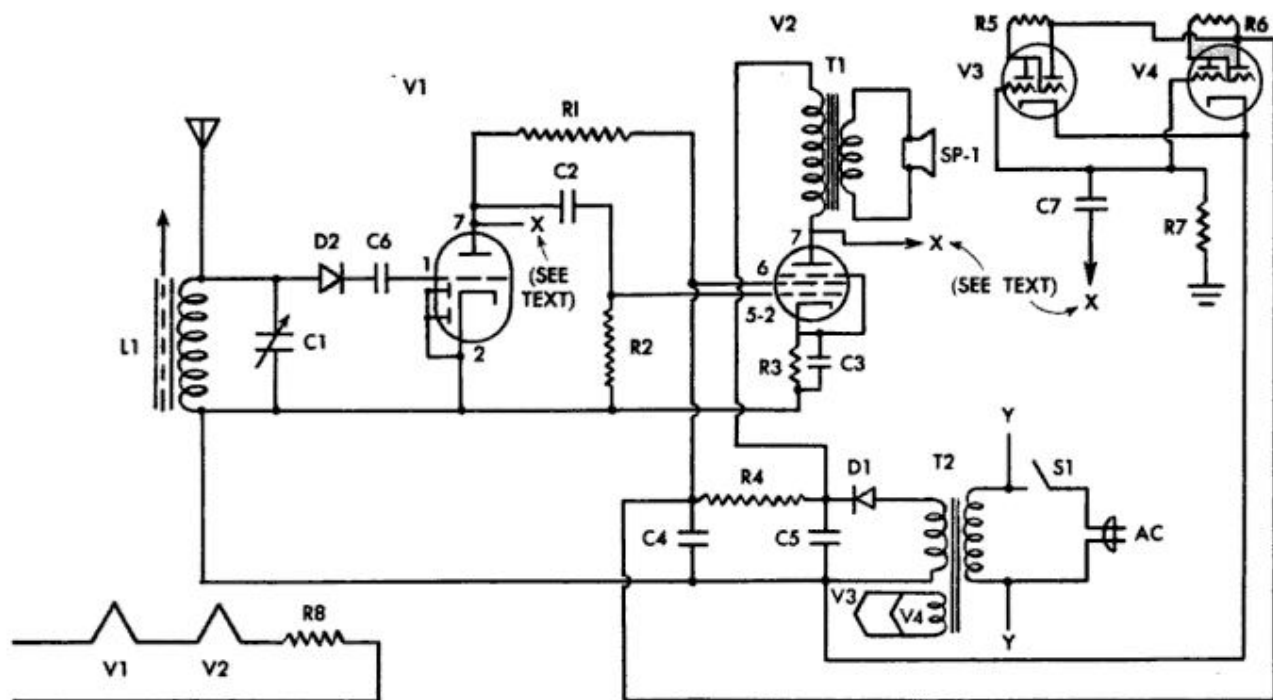 V2
R5
R6
T1
V3
V4
V1
R1
SP-1
C2
C7
R7
7
X
(SEE
TEXT)
7
X
(SEE TEXT)
X
D2
C6
1
6
5-2
L1
C1
2
R2
R3
C3
Y
D1
T2
S1
R4
C4
C5
AC
V3
V4
Y
R8
V1
V2